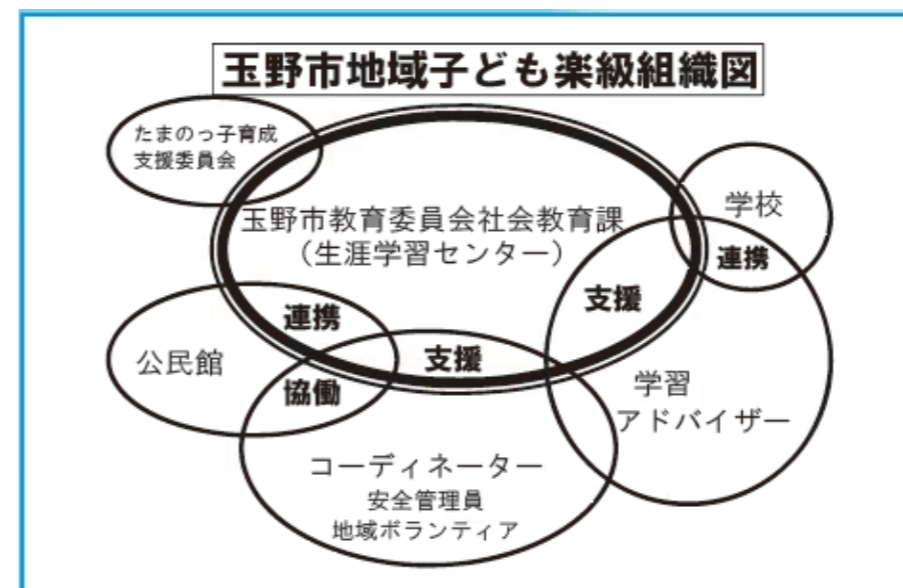 玉野市地域子ども楽級組織図
たまのっ子育成
支援委員会
玉野市教育委員会社会教育課
（生涯学習センター）
学校
連携
支援
連携
公民館
協働
支援
学習
アドバイザー
コーディネーター
安全管理員
地域ボランティア